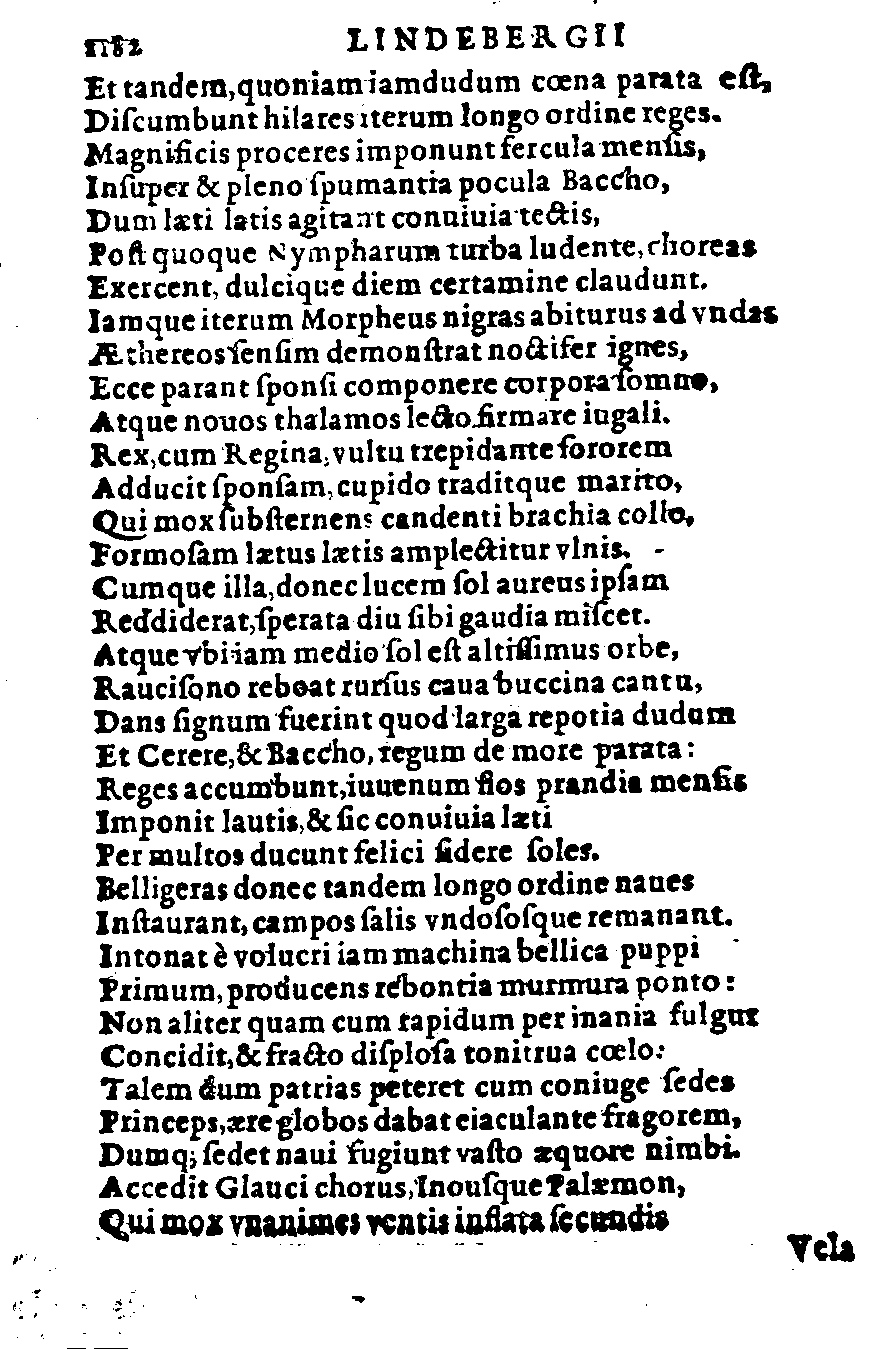 1182 LINDEBERGII
Et tandem, quoniam iamdudum cœna parata eſt,
Diſcumbunt hilares iterum longo ordine reges.
Magnificis proceres imponunt fercula menſis,
Inſuper & pleno ſpumantia pocula Baccho,
Dum læti latis agitant conuiuia tectis,
Poſt quoque Nympharum turba ludente, choreas
Exercent, dulcique diem certamine claudunt.
Iamque iterum Morpheus nigras abiturus ad vndas
Æthereos ſenſim demonſtrat noctifer ignes,
Ecce parant ſponſi componere corpora ſomno,
Atque nouos thalamos lecto firmare iugali.
Rex, cum Regina, vultu trepidante ſororem
Adducit ſponſam, cupido traditque marito,
Qui mox ſubſternens candenti brachia collo,
Formoſam lætus lætis amplectitur vlnis.
Cumque illa, donec lucem ſol aureus ipſam
Reddiderat, ſperata diu ſibi gaudia miſcet.
Atque vbi iam medio ſol eſt altiſſimus orbe,
Rauciſono reboat rurſus caua buccina cantu,
Dans ſignum fuerint quod larga repotia dudum
Et Cerere, & Baccho, regum de more parata:
Reges accumbunt, iuuenum flos prandia menſis
Imponit lautis, & ſic conuiuia læti
Per multos ducunt felici ſidere ſoles.
Belligeras donec tandem longo ordine naues
Inſtaurant, campos ſalis vndoſoſque remanant.
Intonat è volucri iam machina bellica puppi
Primum, producens rebontia murmura ponto:
Non aliter quam cum rapidum per inania fulgur
Concidit, & fracto diſploſa tonitrua cœlo:
Talem dum patrias peteret cum coniuge ſedes
Princeps, ære globos dabat eiaculante fragorem,
Dumq; ſedet naui fugiunt vaſto æquore nimbi.
Accedit Glauci chorus, Inouſque Palæmon,
Qui mox vnanimes ventis inflata ſecundis
Vela